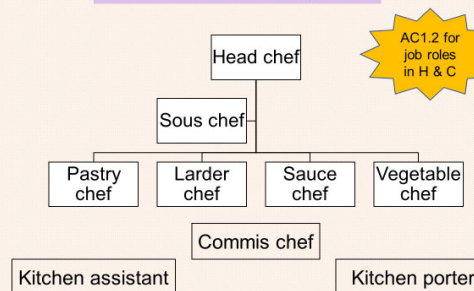 Head chef
AC1.2 for
job roles
in H & C
Sous chef
Pastry
chef
Larder
chef
Sauce
chef
Vegetable
chef
Commis chef
Kitchen assistant
Kitchen porter